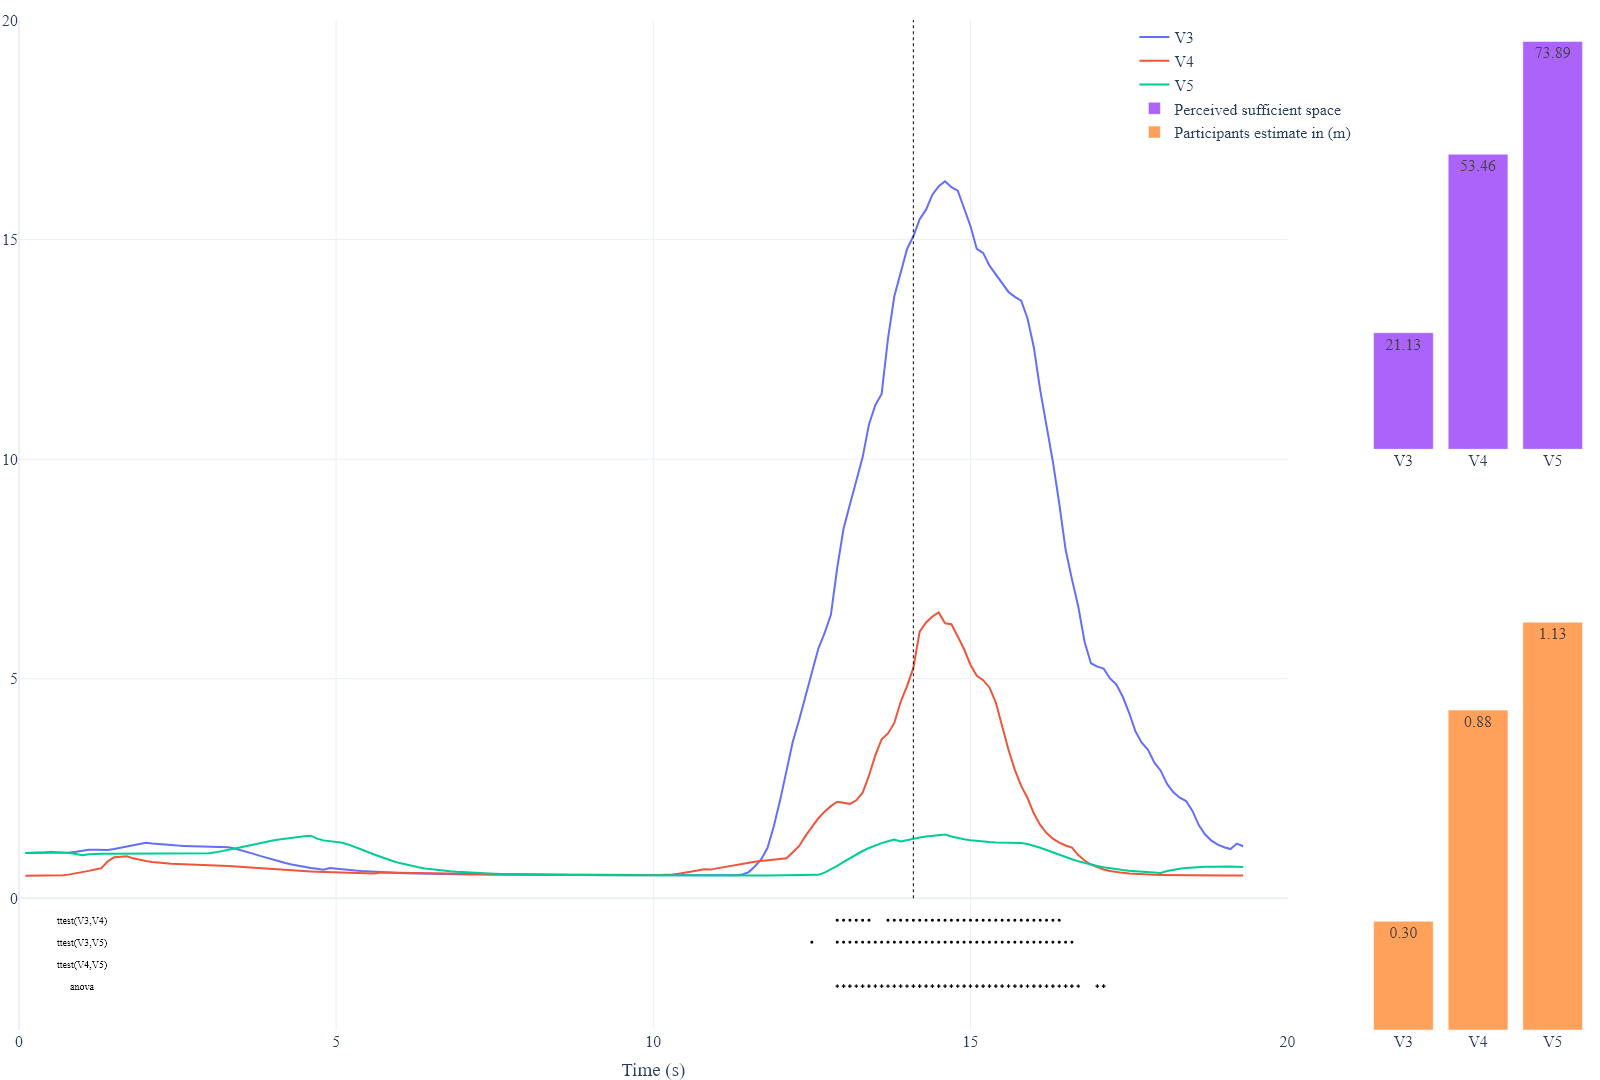 20
15
10
5
0
V3
V4
V5
Perceived sufficient space
Participants estimate in (m)
ttest(V3,V4)
ttest(V3,V5)
ttest(V4,V5)
anova
0 5 10 15 20
Time (s)
21.13 53.46 73.89
V3 V4 V5
0.30 0.88 1.13
V3 V4 V5